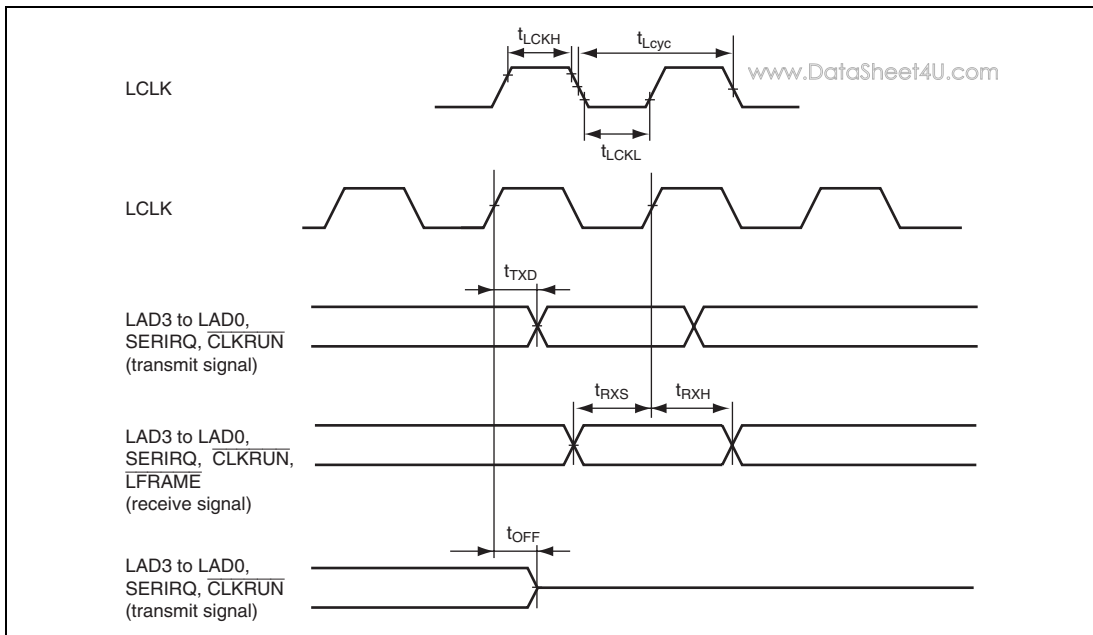 tLCKH
tLcyc
LCLK
www.DataSheet4U.com
tLCKL
LCLK
tTXD
LAD3 to LAD0,
SERIRQ, CLKRUN
(transmit signal)
tRXS
tRXH
LAD3 to LAD0,
SERIRQ, CLKRUN,
LFRAME
(receive signal)
tOFF
LAD3 to LAD0,
SERIRQ, CLKRUN
(transmit signal)